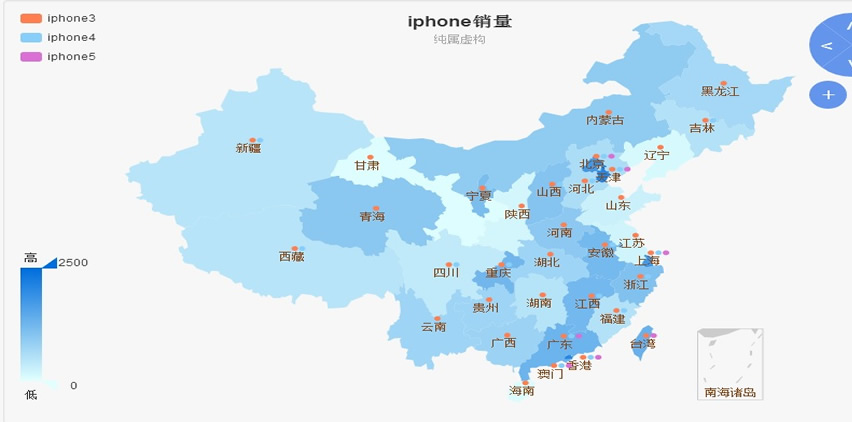 iphone3
iphone4
iphone5
iphone销量
纯属虚构
黑龙江
内蒙古
吉林
新疆
北京
辽宁
甘肃
天津
宁夏
山西
河北
山东
青海
陕西
河南
江苏
西藏
安徽
上海
四川
重庆
湖北
浙江
贵州
湖南
江西
云南
福建
广西
广东
台湾
澳门
香港
海南
南海诸岛
高
2500
0
低